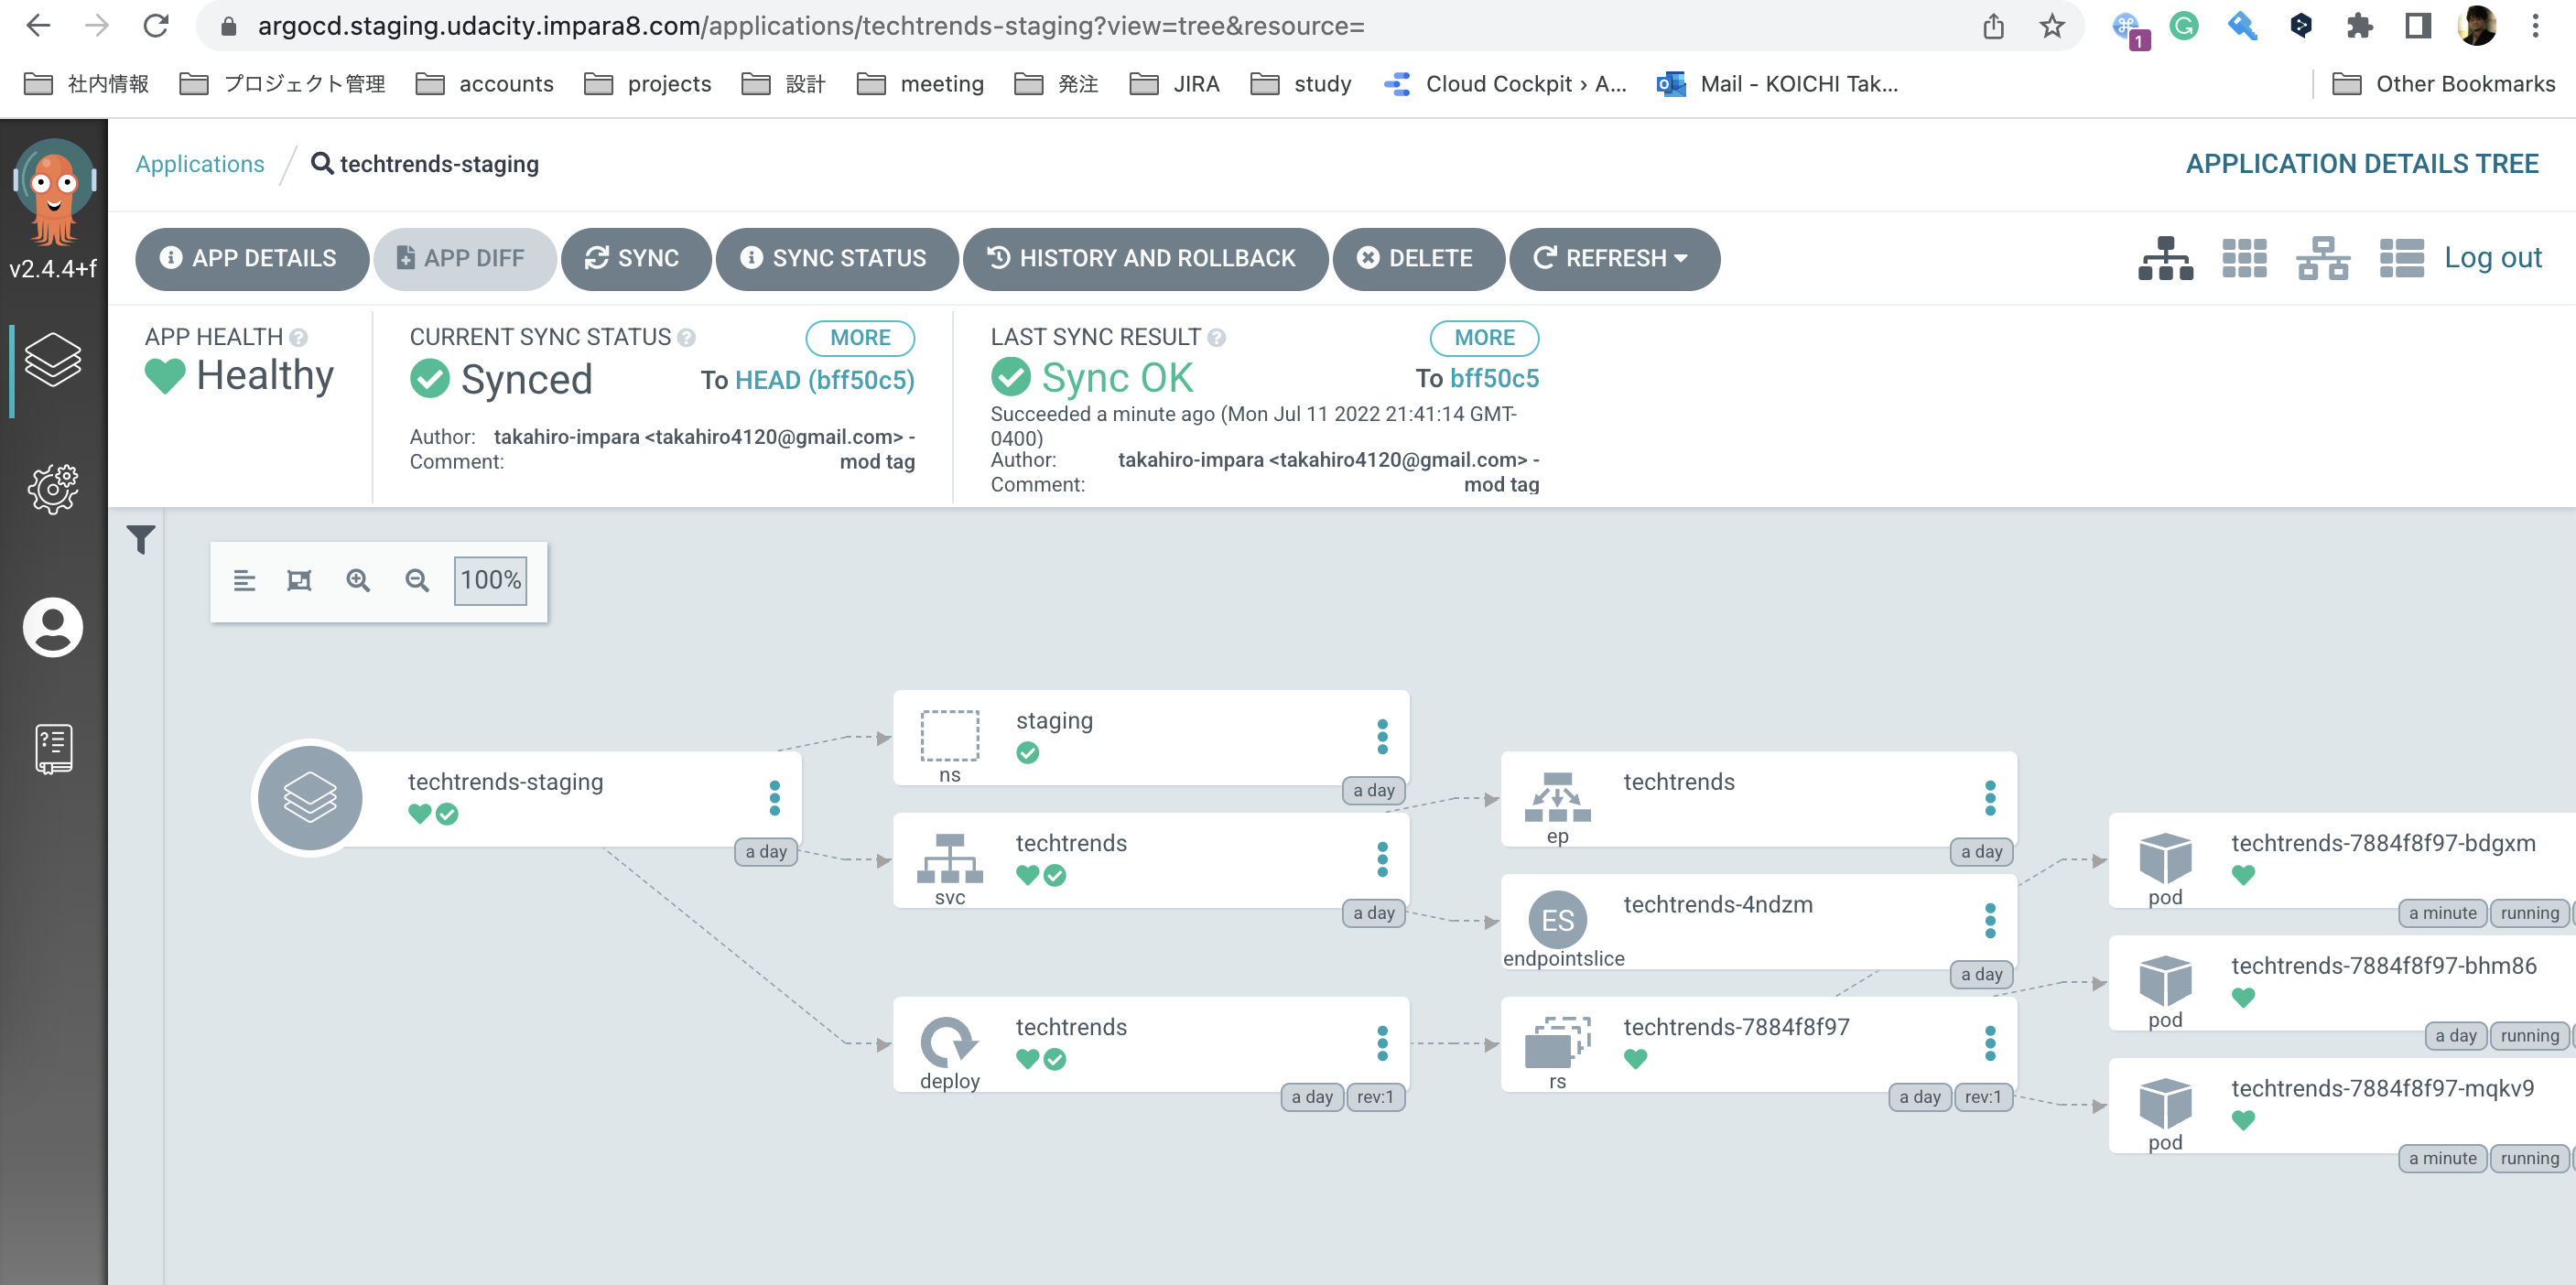 argocd.staging.udacity.impara8.com/applications/techtrends-staging?view=tree&resource=
1
社内情報 プロジェクト管理 accounts projects 設計 meeting 発注 JIRA study Cloud Cockpit › A... Mail - KOICHI Tak... Other Bookmarks
Applications / techtrends-staging APPLICATION DETAILS TREE
v2.4.4+f
APP DETAILS APP DIFF SYNC SYNC STATUS HISTORY AND ROLLBACK DELETE REFRESH Log out
APP HEALTH
Healthy
CURRENT SYNC STATUS MORE
Synced To HEAD (bff50c5)
Author: takahiro-impara <takahiro4120@gmail.com> -
Comment: mod tag
LAST SYNC RESULT MORE
Sync OK To bff50c5
Succeeded a minute ago (Mon Jul 11 2022 21:41:14 GMT-
0400)
Author: takahiro-impara <takahiro4120@gmail.com> -
Comment: mod tag
100%
techtrends-staging
a day
staging
ns
a day
techtrends
svc
a day
techtrends
deploy
a day rev:1
techtrends
ep
a day
ES
techtrends-4ndzm
endpointslice
a day
techtrends-7884f8f97
rs
a day rev:1
techtrends-7884f8f97-bdgxm
pod
a minute running
techtrends-7884f8f97-bhm86
pod
a day running
techtrends-7884f8f97-mqkv9
pod
a minute running